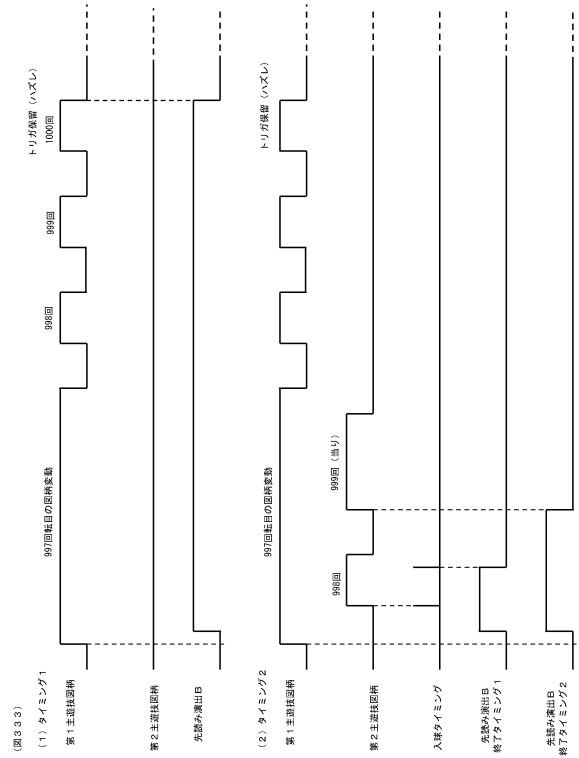 (図333)
(1)タイミング1
第1主遊技図柄
997回転目の図柄変動
998回
999回
1000回
トリガ保留(ハズレ)
第2主遊技図柄
先読み演出B
(2)タイミング2
第1主遊技図柄
997回転目の図柄変動
トリガ保留(ハズレ)
第2主遊技図柄
998回
999回(当り)
入球タイミング
先読み演出B
終了タイミング1
先読み演出B
終了タイミング2